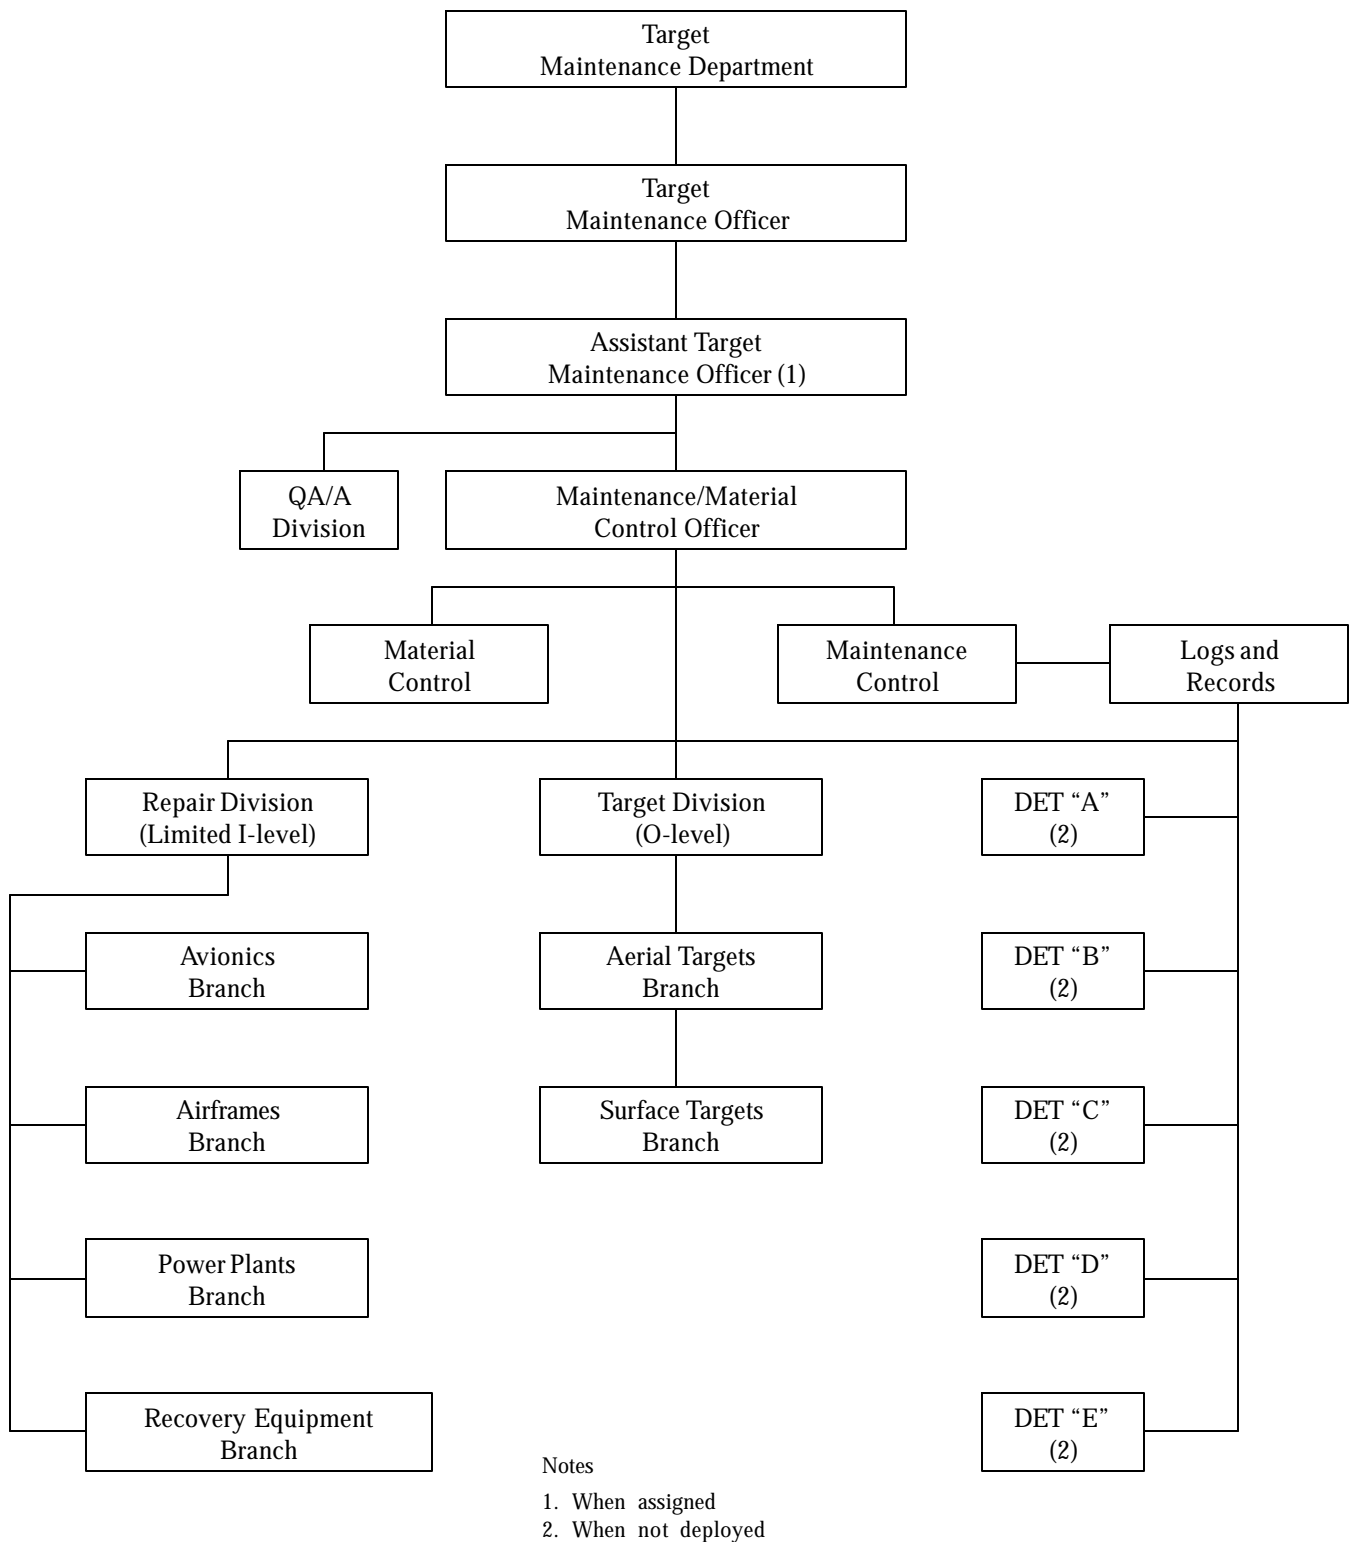 Target
Maintenance Department
Target
Maintenance Officer
Assistant Target
Maintenance Officer (1)
QA/A
Division
Maintenance/Material
Control Officer
Material
Control
Maintenance
Control
Logs and
Records
Repair Division
(Limited I-level)
Target Division
(O-level)
DET “A”
(2)
Avionics
Branch
Aerial Targets
Branch
DET “B”
(2)
Airframes
Branch
Surface Targets
Branch
DET “C”
(2)
Power Plants
Branch
DET “D”
(2)
Recovery Equipment
Branch
DET “E”
(2)
Notes
1. When assigned
2. When not deployed